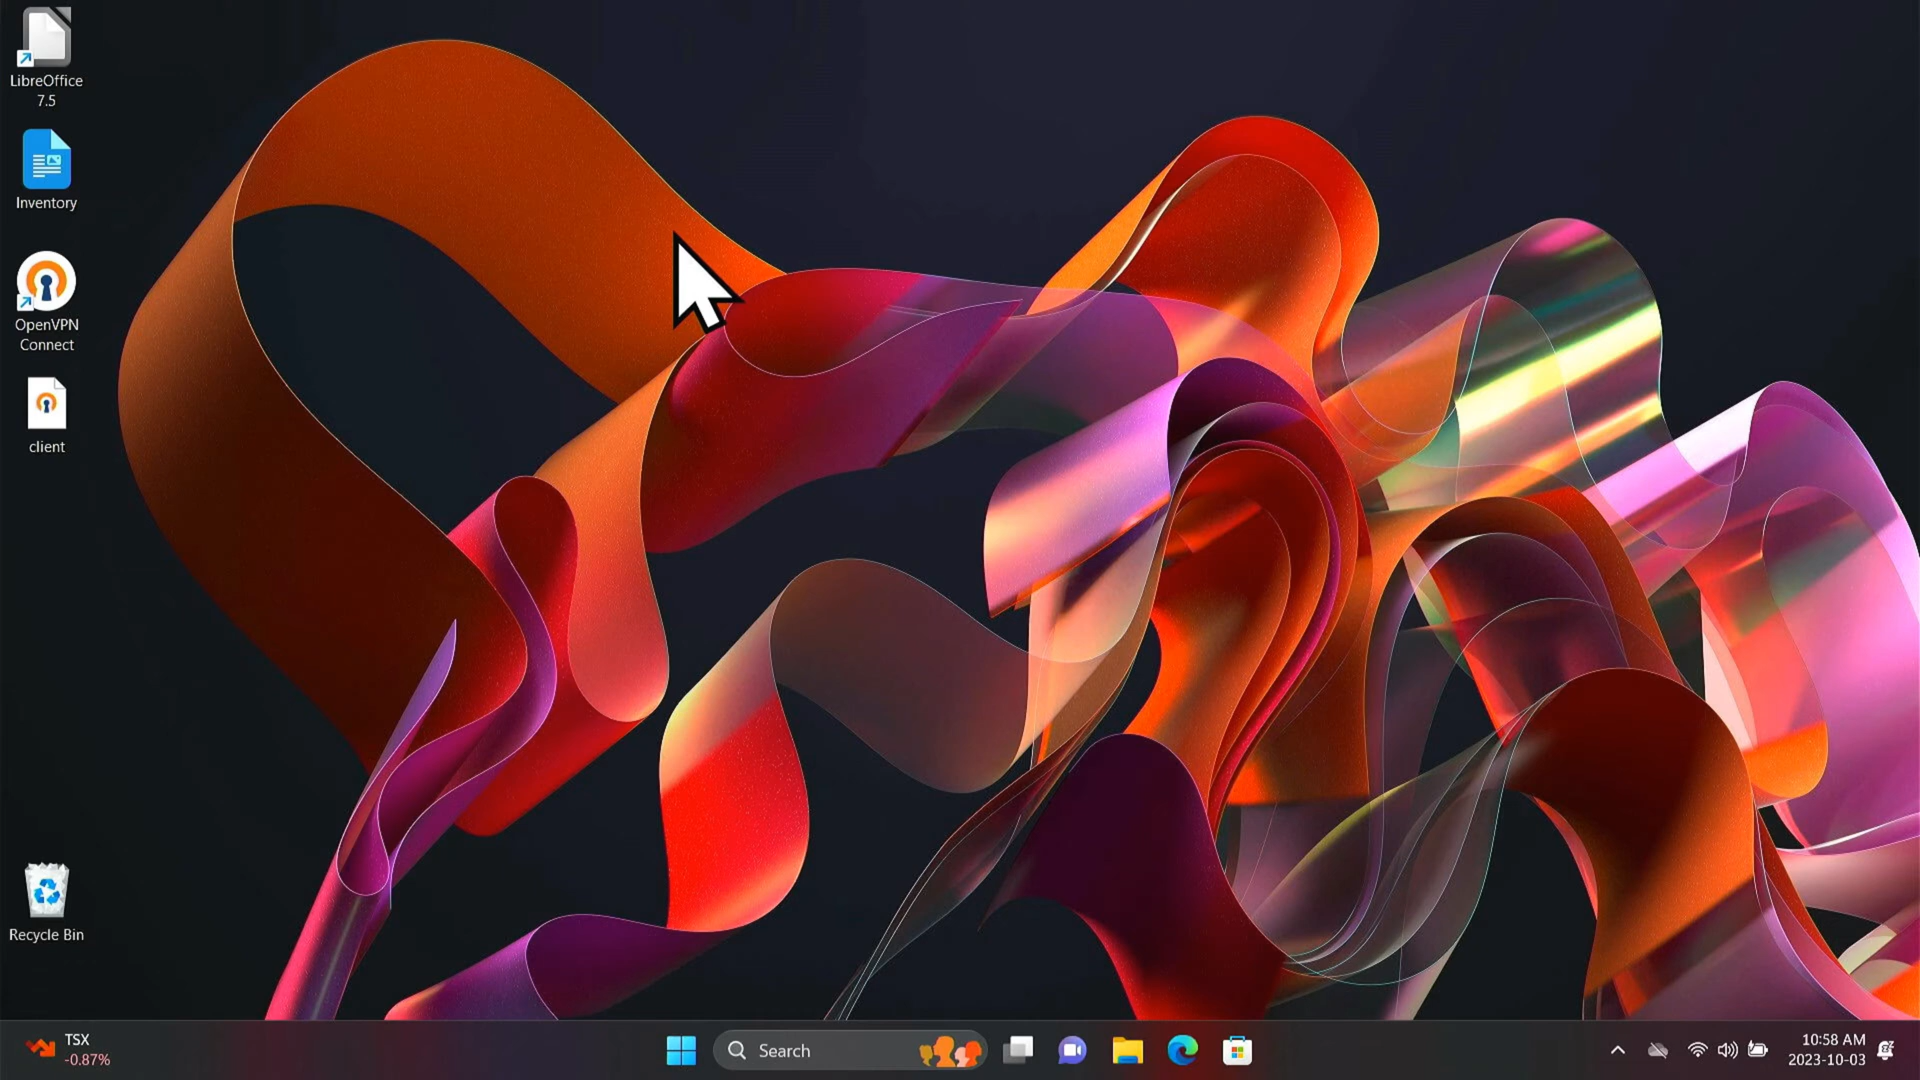 LibreOffice
7.5
Inventory
OpenVPN
Connect
client
Recycle Bin
TSX
-0.87%
Search
10:58 AM
2023-10-03